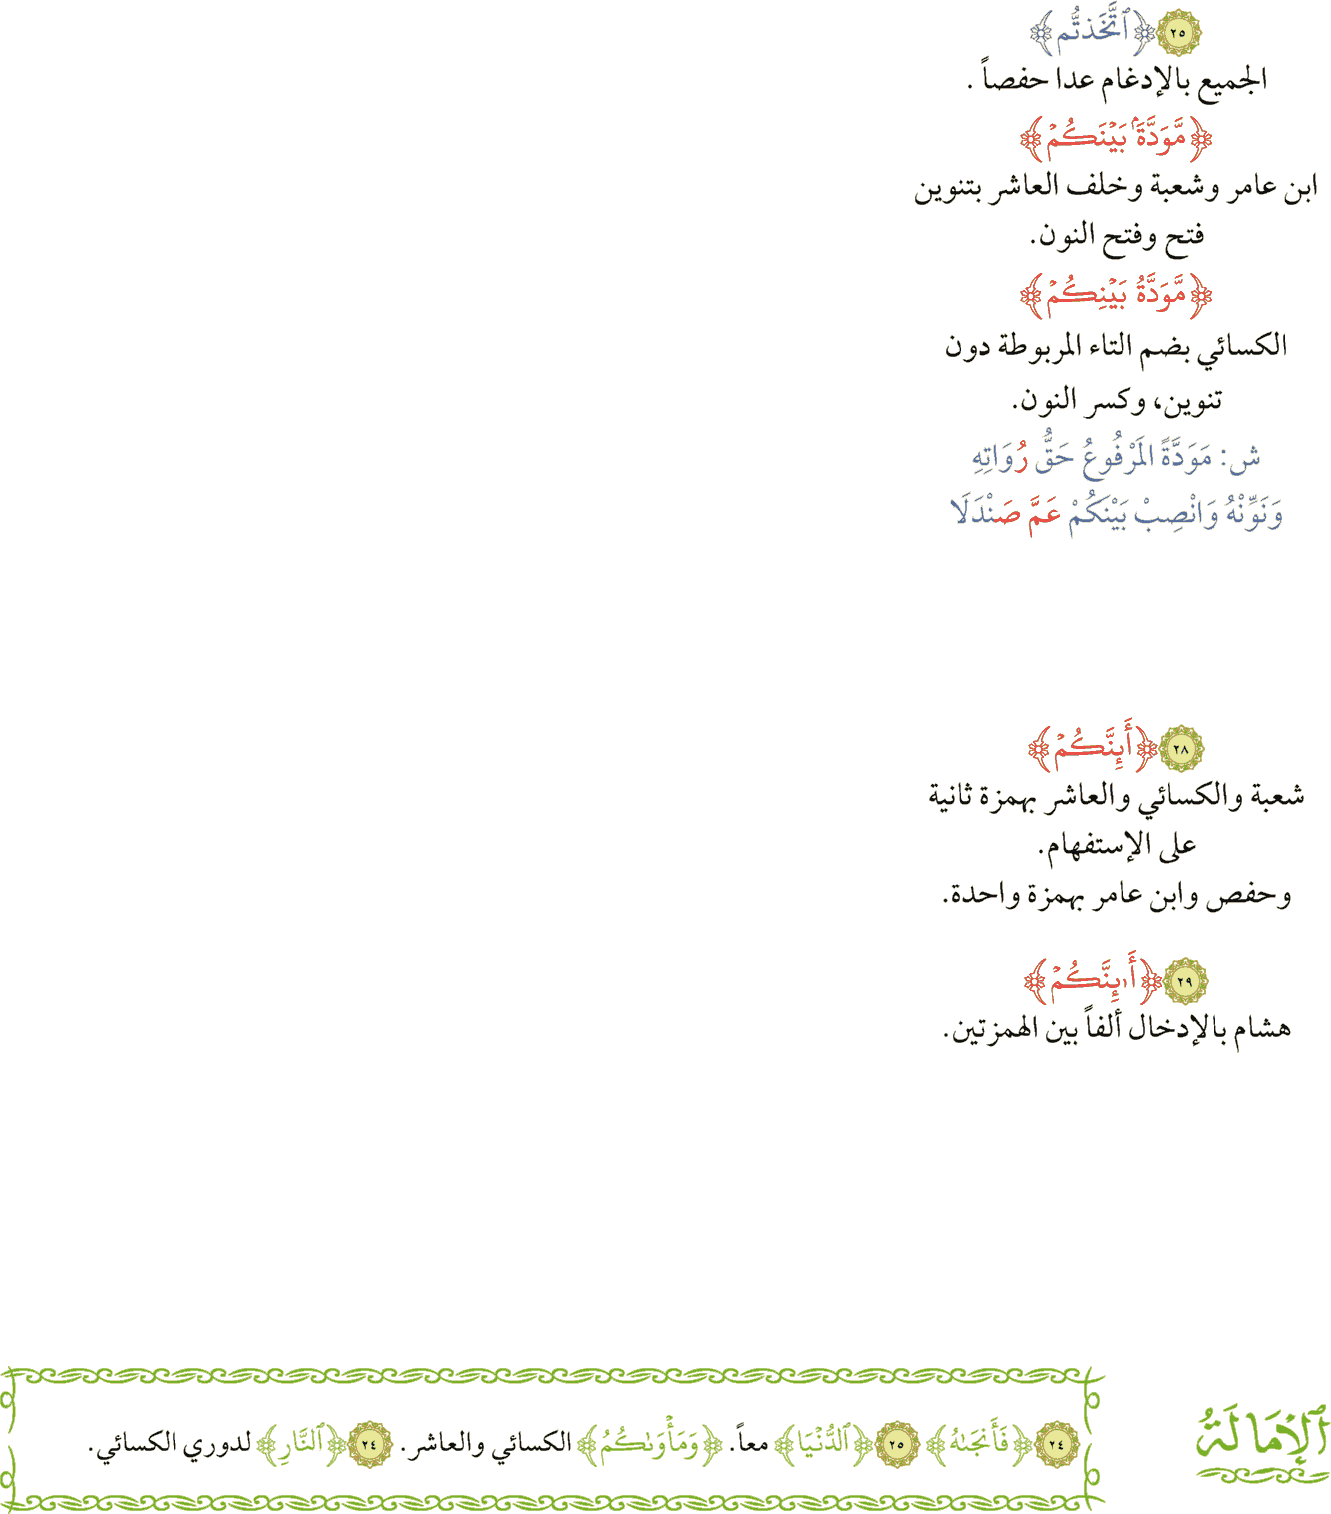 ٢٥ ﴿ٱتَّخَذتُّم﴾
الجميع بالإدغام عدا حفصاً .
﴿مَّوَدَّةَۢ بَيۡنَكُمۡ﴾
ابن عامر وشعبة وخلف العاشر بتنوين
فتح وفتح النون.
﴿مَّوَدَّةُ بَيۡنِكُمۡ﴾
الكسائي بضم التاء المربوطة دون
تنوين، وكسر النون.
ش: مَوَدَّةً المَرْفُوعُ حَقُّ رُوَاتِهِ
وَنَوِّنْهُ وَانْصِبْ بَيْنَكُمْ عَمَّ صَنْدَلَا
٢٨ ﴿أَئِنَّكُمۡ﴾
شعبة والكسائي والعاشر بهمزة ثانية
على الإستفهام.
وحفص وابن عامر بهمزة واحدة.
٢٩ ﴿أَا۬ئِنَّكُمۡ﴾
هشام بالإدخال ألفاً بين الهمزتين.
ٱلإِمَالَةُ
٢٤ ﴿فَأَنجَىٰهُ﴾ ٢٥ ﴿ٱلدُّنۡيَا﴾ معاً. ﴿وَمَأۡوَىٰكُمُ﴾ الكسائي والعاشر. ٢٤ ﴿ٱلنَّارِ﴾ لدوري الكسائي.